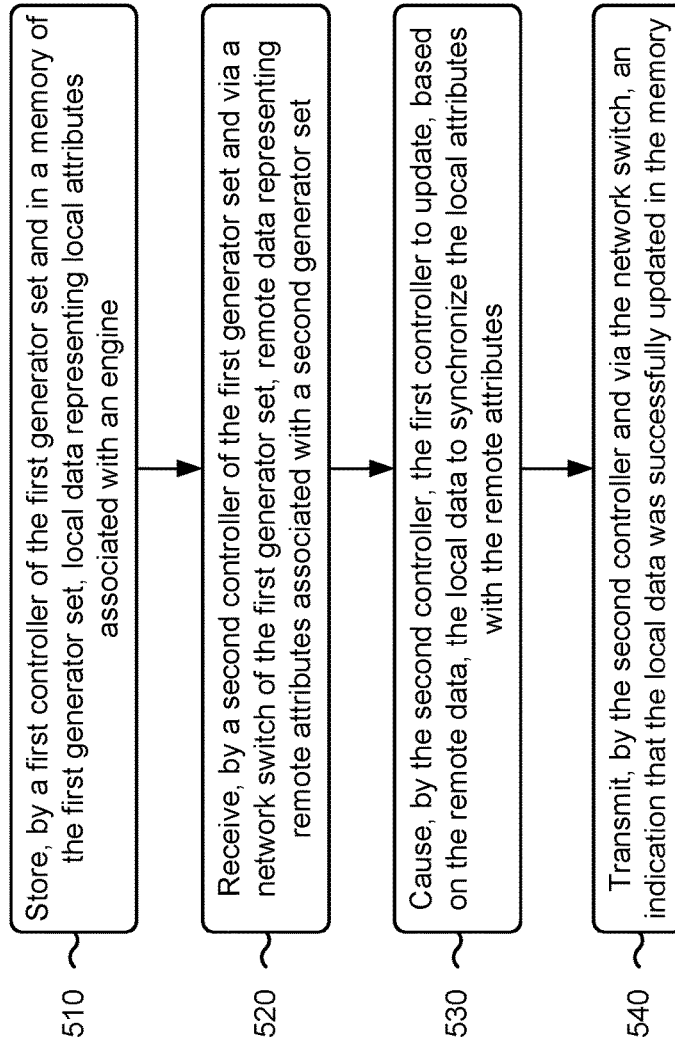 510
Store, by a first controller of the first generator set and in a memory of
the first generator set, local data representing local attributes
associated with an engine
520
Receive, by a second controller of the first generator set and via a
network switch of the first generator set, remote data representing
remote attributes associated with a second generator set
530
Cause, by the second controller, the first controller to update, based
on the remote data, the local data to synchronize the local attributes
with the remote attributes
540
Transmit, by the second controller and via the network switch, an
indication that the local data was successfully updated in the memory